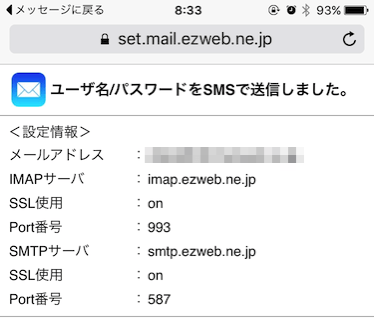 メッセージに戻る 8:33 93%
set.mail.ezweb.ne.jp
ユーザ名/パスワードをSMSで送信しました。
＜設定情報＞
メールアドレス ：
IMAPサーバ ：imap.ezweb.ne.jp
SSL使用 ：on
Port番号 ：993
SMTPサーバ ：smtp.ezweb.ne.jp
SSL使用 ：on
Port番号 ：587